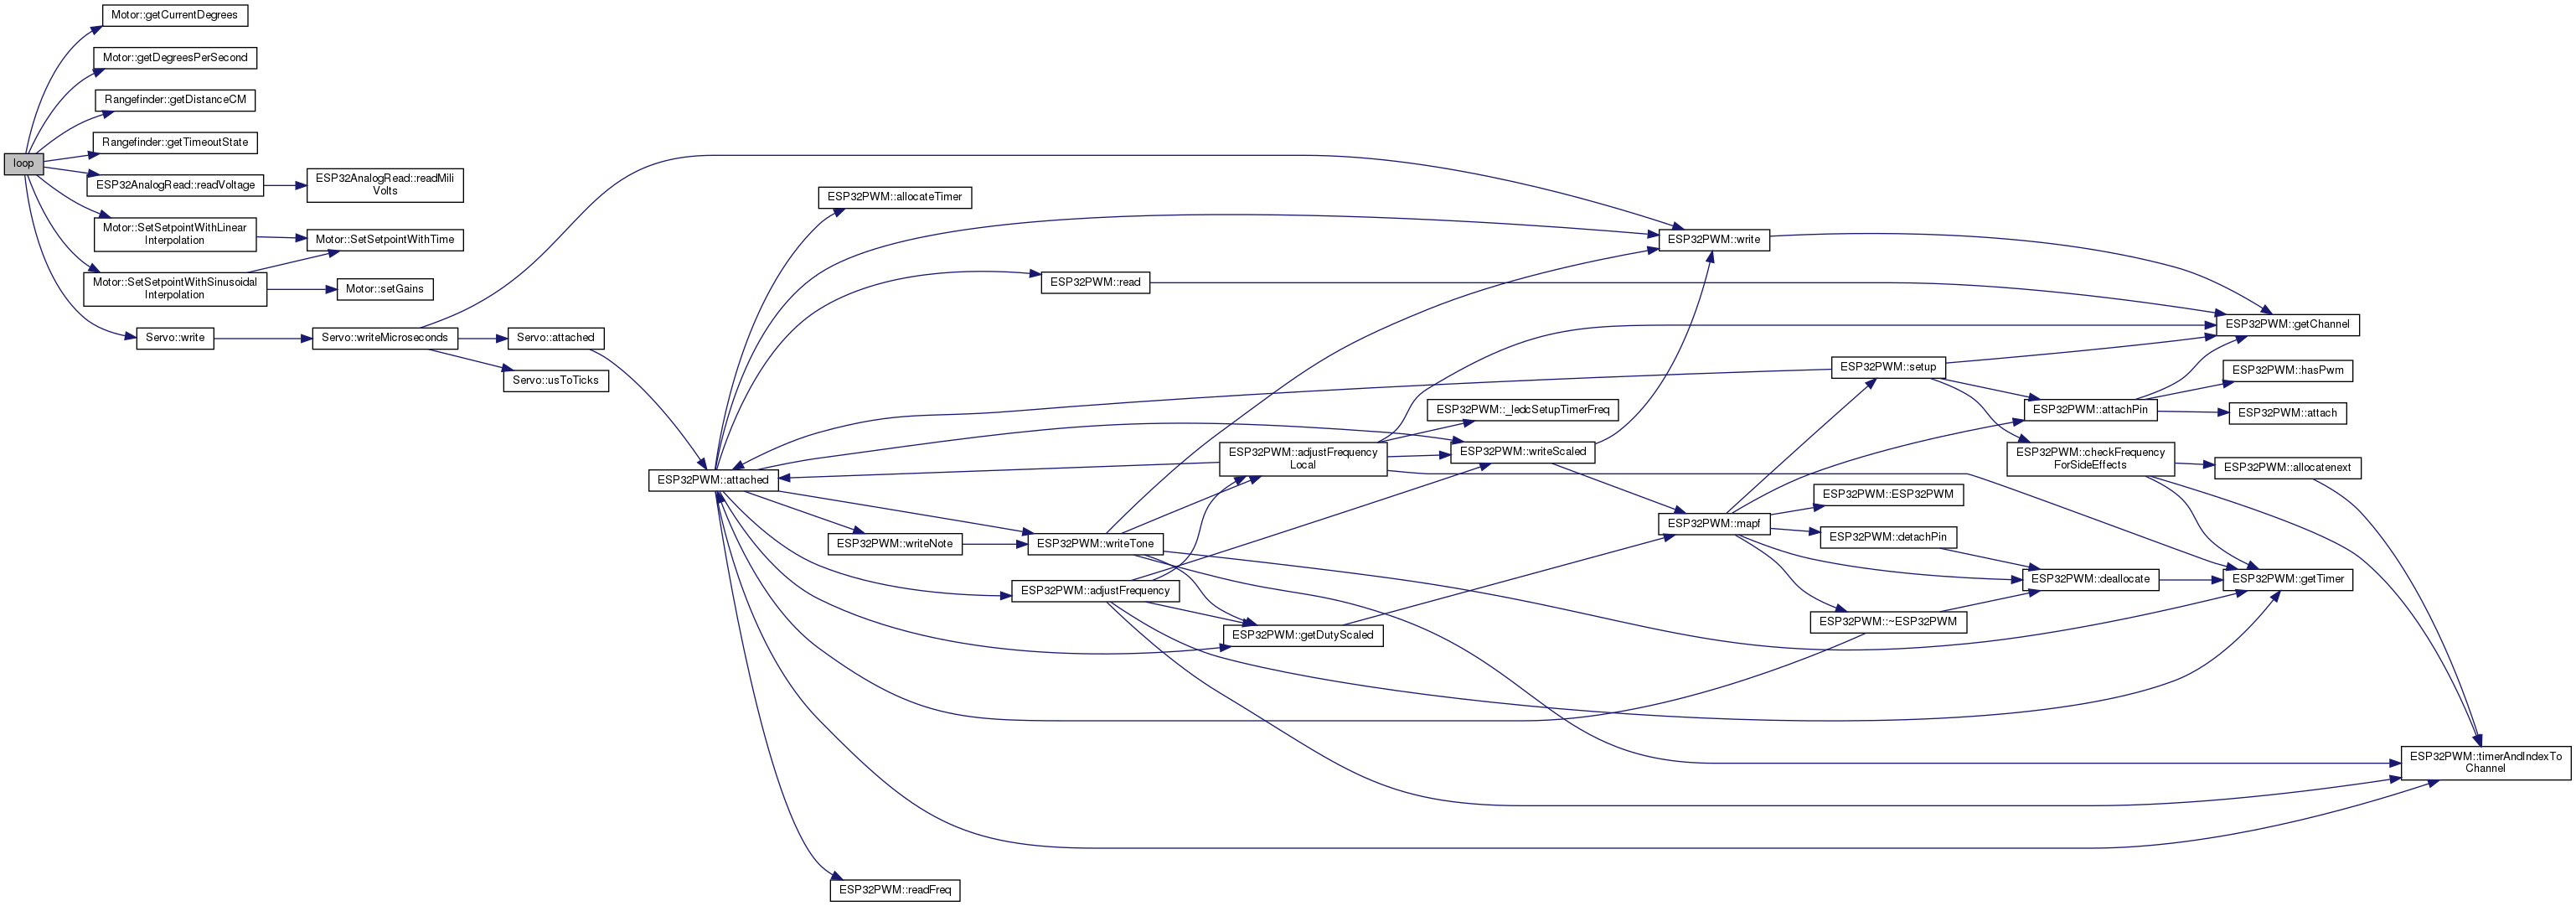 Motor::getCurrentDegrees
Motor::getDegreesPerSecond
Rangefinder::getDistanceCM
Rangefinder::getTimeoutState
loop
ESP32AnalogRead::readVoltage
ESP32AnalogRead::readMili
Volts
Motor::SetSetpointWithLinear
Interpolation
Motor::SetSetpointWithTime
Motor::SetSetpointWithSinusoidal
Interpolation
Motor::setGains
Servo::write
Servo::writeMicroseconds
Servo::attached
Servo::usToTicks
ESP32PWM::allocateTimer
ESP32PWM::write
ESP32PWM::read
ESP32PWM::getChannel
ESP32PWM::setup
ESP32PWM::hasPwm
ESP32PWM::_ledcSetupTimerFreq
ESP32PWM::attachPin
ESP32PWM::attach
ESP32PWM::adjustFrequency
Local
ESP32PWM::writeScaled
ESP32PWM::checkFrequency
ForSideEffects
ESP32PWM::allocatenext
ESP32PWM::attached
ESP32PWM::ESP32PWM
ESP32PWM::mapf
ESP32PWM::detachPin
ESP32PWM::writeNote
ESP32PWM::writeTone
ESP32PWM::deallocate
ESP32PWM::getTimer
ESP32PWM::adjustFrequency
ESP32PWM::~ESP32PWM
ESP32PWM::getDutyScaled
ESP32PWM::timerAndIndexTo
Channel
ESP32PWM::readFreq